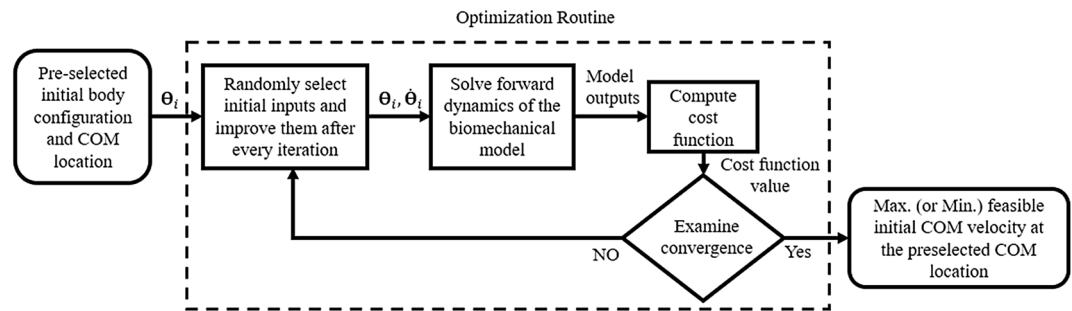 Optimization Routine
Pre-selected
initial body
configuration
and COM
location
Θᵢ
Randomly select
initial inputs and
improve them after
every iteration
Θᵢ, Θ̇ᵢ
Solve forward
dynamics of the
biomechanical
model
Model
outputs
Compute
cost
function
Cost function
value
Examine
convergence
NO
Yes
Max. (or Min.) feasible
initial COM velocity at
the preselected COM
location